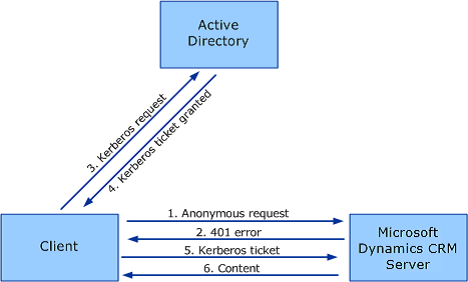 Active
Directory
3. Kerberos request
4. Kerberos ticket granted
Client
1. Anonymous request
2. 401 error
5. Kerberos ticket
6. Content
Microsoft
Dynamics CRM
Server